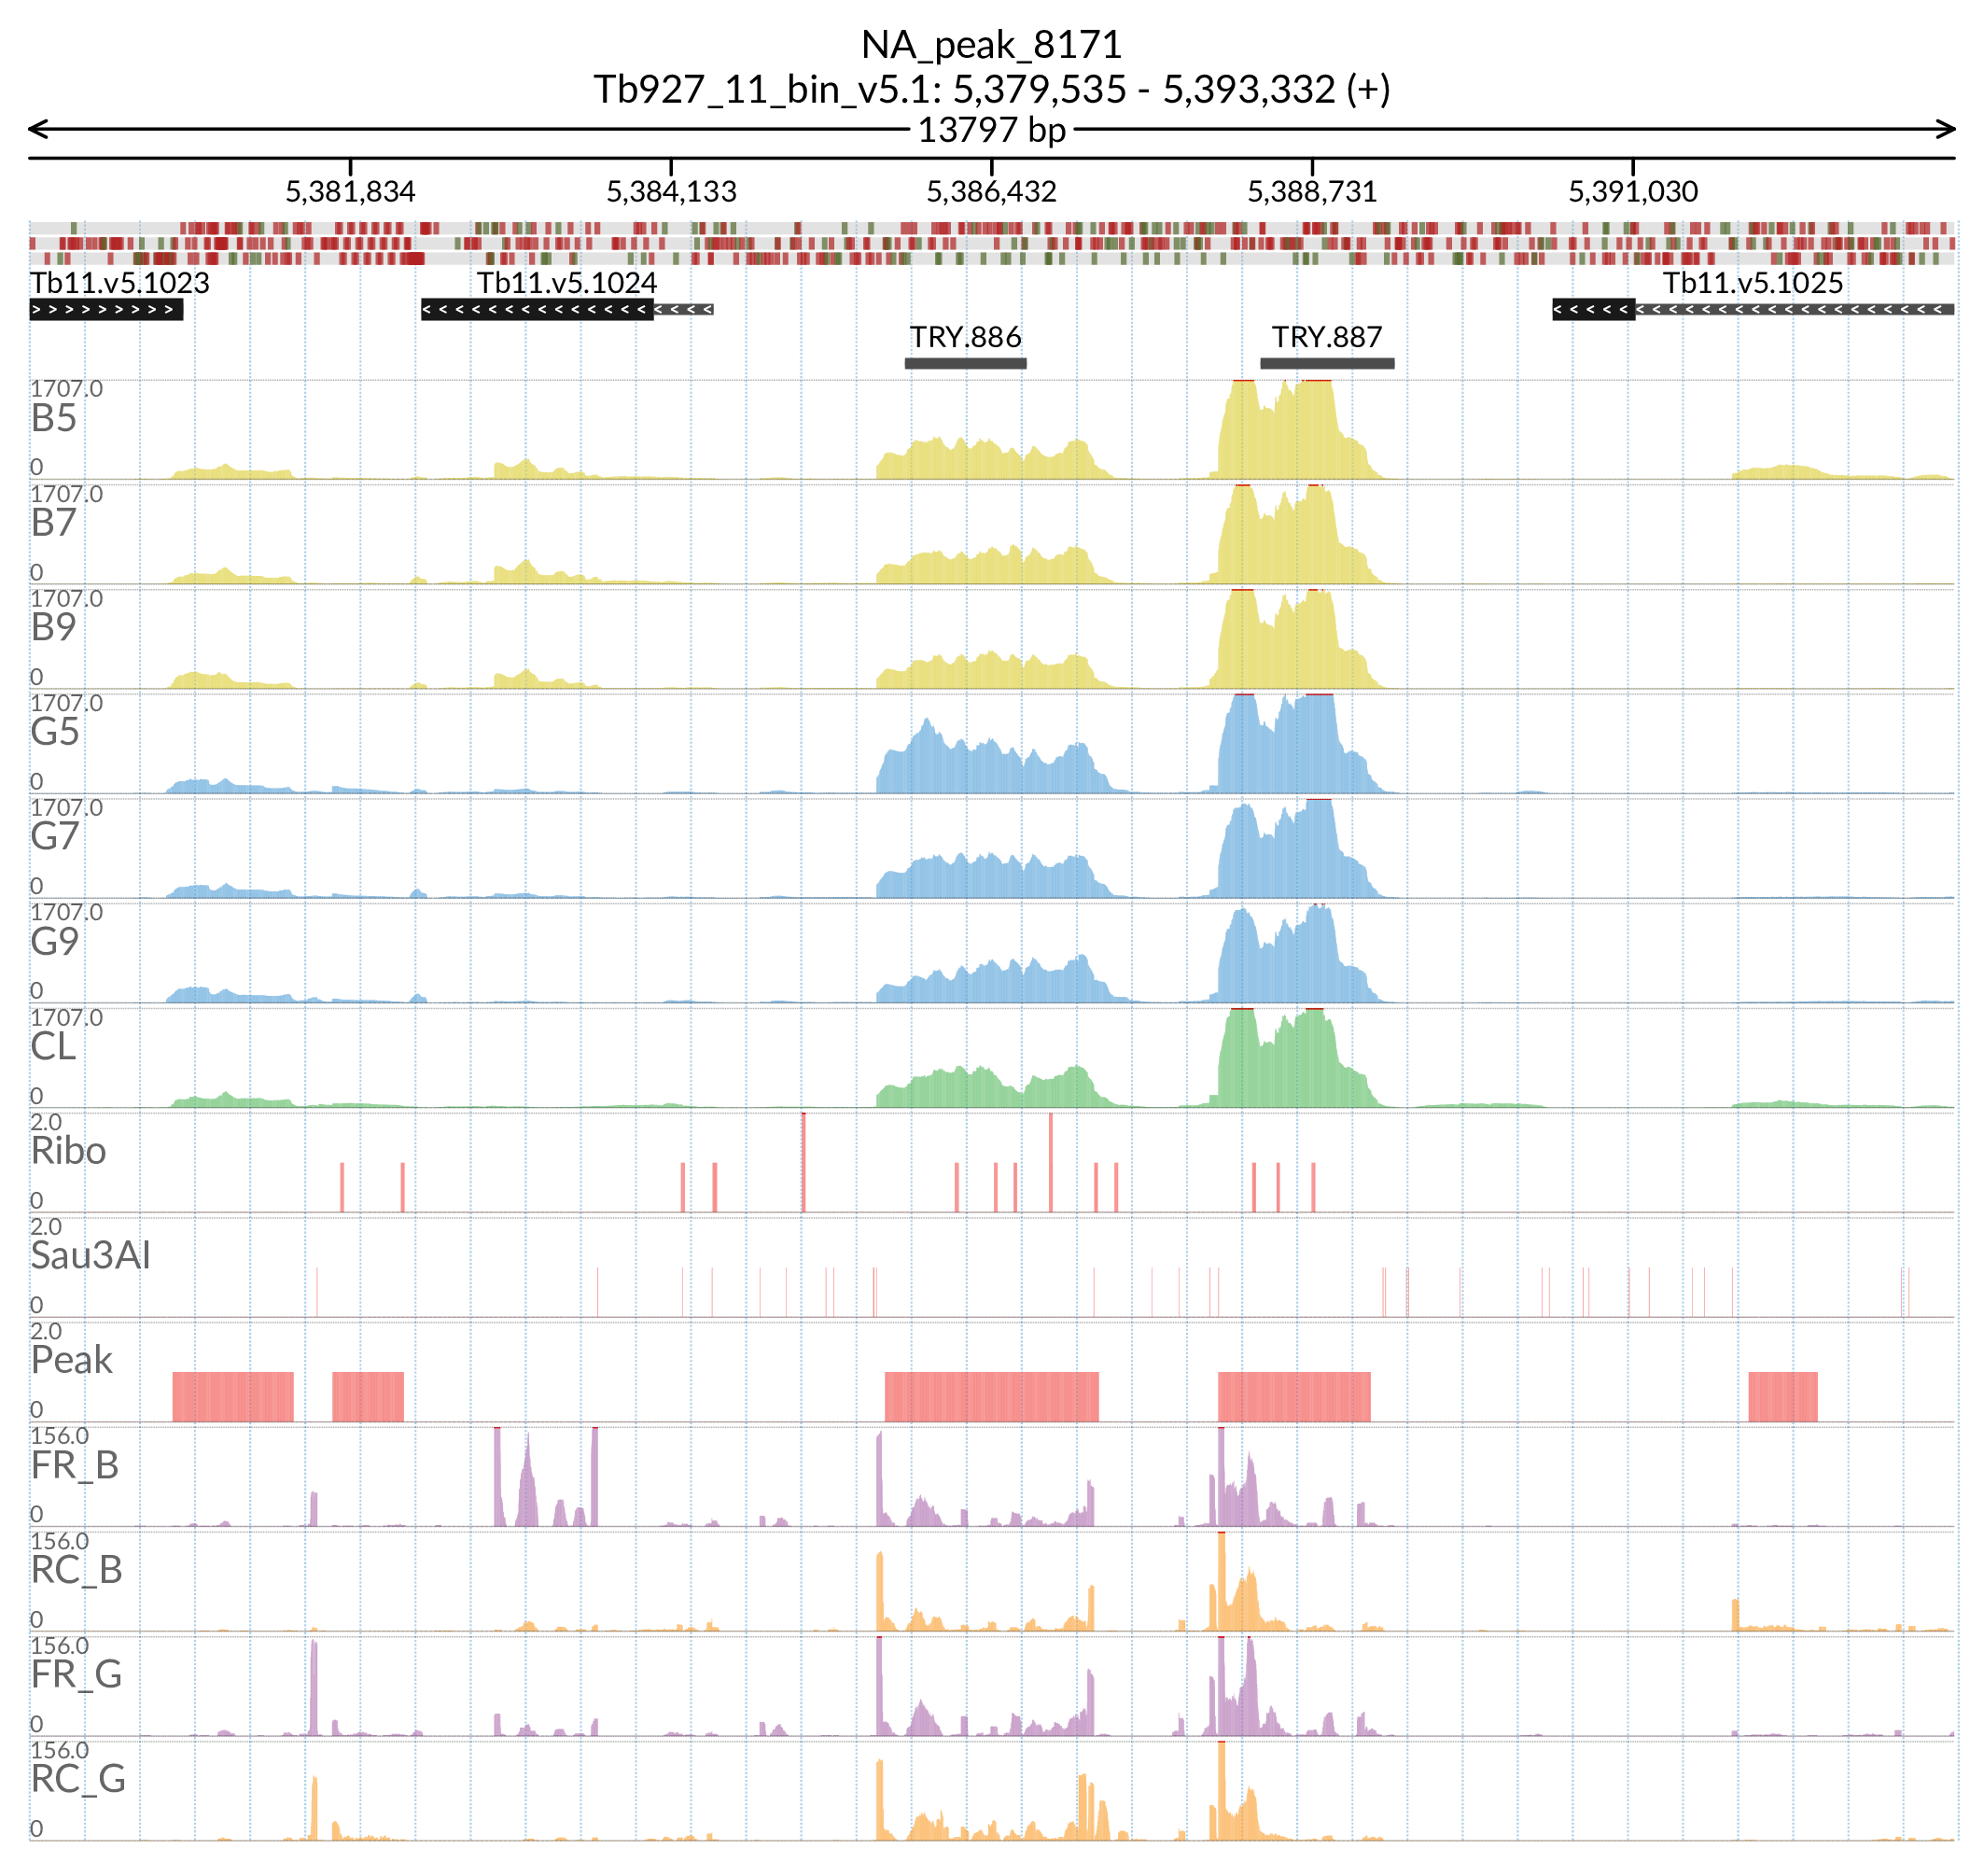 NA_peak_8171
Tb927_11_bin_v5.1: 5,379,535 - 5,393,332 (+)
13797 bp
5,381,834 5,384,133 5,386,432 5,388,731 5,391,030
Tb11.v5.1023 Tb11.v5.1024 Tb11.v5.1025
TRY.886 TRY.887
1707.0
B5
0
1707.0
B7
0
1707.0
B9
0
1707.0
G5
0
1707.0
G7
0
1707.0
G9
0
1707.0
CL
0
2.0
Ribo
0
2.0
Sau3AI
0
2.0
Peak
0
156.0
FR_B
0
156.0
RC_B
0
156.0
FR_G
0
156.0
RC_G
0